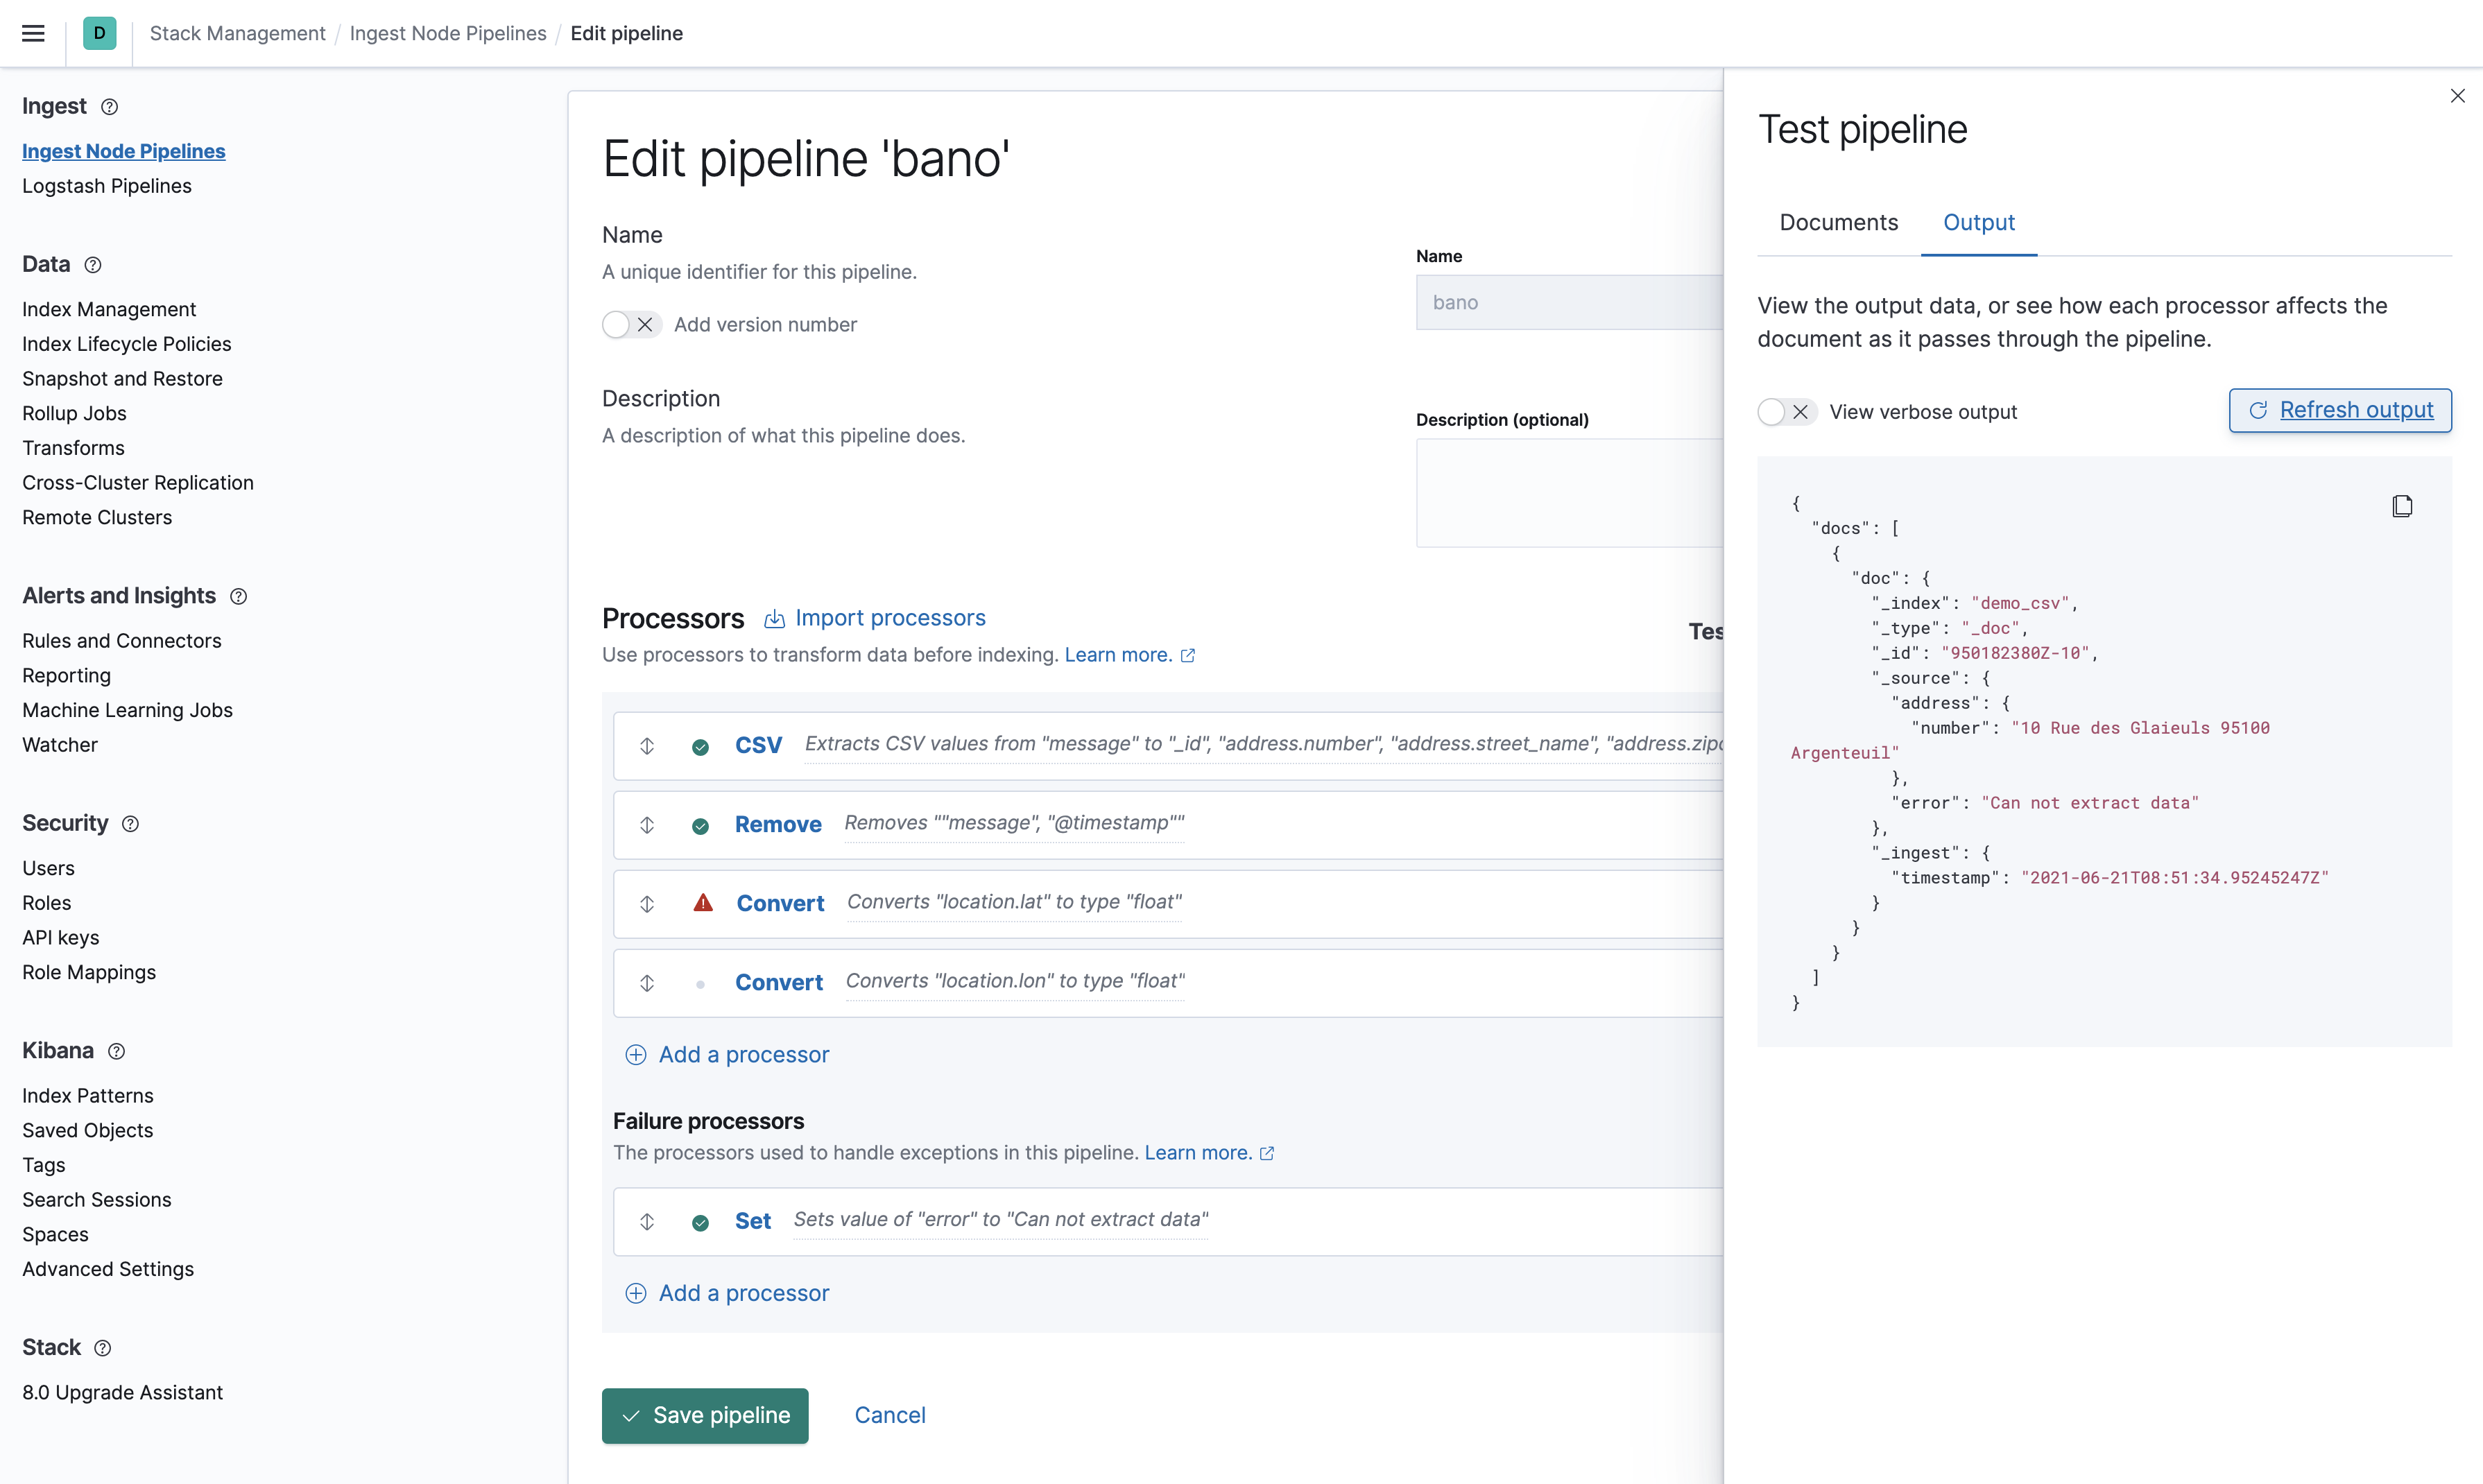 D
Stack Management / Ingest Node Pipelines / Edit pipeline
Ingest
Ingest Node Pipelines
Logstash Pipelines
Data
Index Management
Index Lifecycle Policies
Snapshot and Restore
Rollup Jobs
Transforms
Cross-Cluster Replication
Remote Clusters
Alerts and Insights
Rules and Connectors
Reporting
Machine Learning Jobs
Watcher
Security
Users
Roles
API keys
Role Mappings
Kibana
Index Patterns
Saved Objects
Tags
Search Sessions
Spaces
Advanced Settings
Stack
8.0 Upgrade Assistant
Edit pipeline 'bano'
Name
A unique identifier for this pipeline.
Add version number
Name
bano
Description
A description of what this pipeline does.
Description (optional)
Processors
Import processors
Use processors to transform data before indexing. Learn more.
Tes
CSV Extracts CSV values from "message" to "_id", "address.number", "address.street_name", "address.zipc
Remove Removes ""message", "@timestamp""
Convert Converts "location.lat" to type "float"
Convert Converts "location.lon" to type "float"
Add a processor
Failure processors
The processors used to handle exceptions in this pipeline. Learn more.
Set Sets value of "error" to "Can not extract data"
Add a processor
Save pipeline
Cancel
Test pipeline
Documents
Output
View the output data, or see how each processor affects the
document as it passes through the pipeline.
View verbose output
Refresh output
{
"docs": [
{
"doc": {
"_index": "demo_csv",
"_type": "_doc",
"_id": "950182380Z-10",
"_source": {
"address": {
"number": "10 Rue des Glaieuls 95100
Argenteuil"
},
"error": "Can not extract data"
},
"_ingest": {
"timestamp": "2021-06-21T08:51:34.95245247Z"
}
}
}
]
}